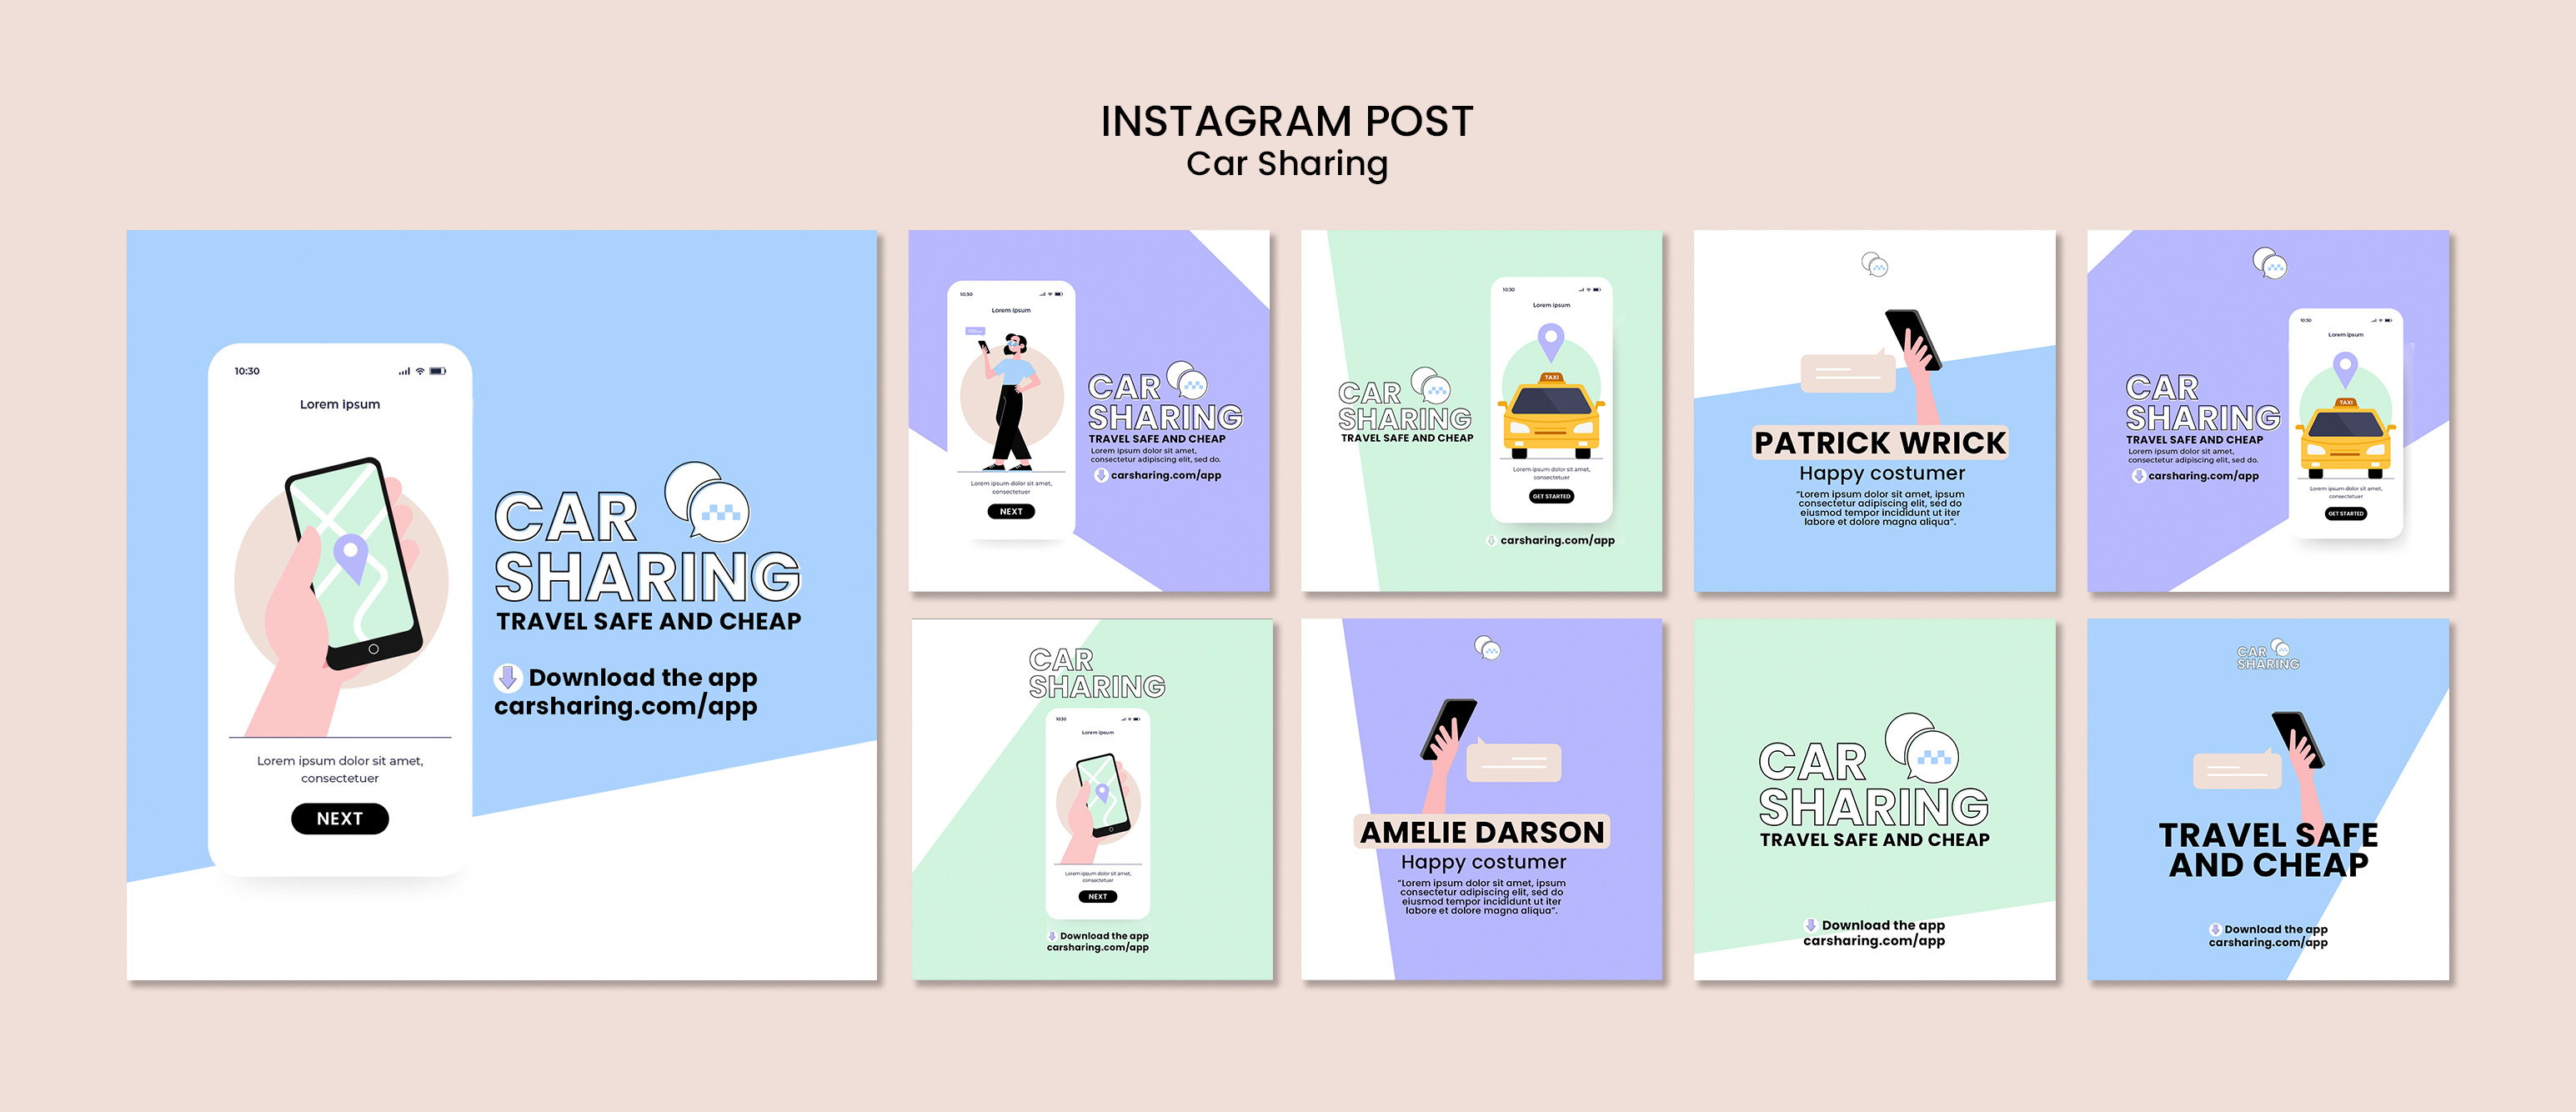 INSTAGRAM POST
Car Sharing
10:30
Lorem ipsum
Lorem ipsum dolor sit amet,
consectetuer
NEXT
CAR
SHARING
TRAVEL SAFE AND CHEAP
Download the app
carsharing.com/app
10:30
Lorem ipsum
Lorem ipsum dolor sit amet,
consectetuer
NEXT
CAR
SHARING
TRAVEL SAFE AND CHEAP
Lorem ipsum dolor sit amet,
consectetur adipiscing elit, sed do.
carsharing.com/app
CAR
SHARING
TRAVEL SAFE AND CHEAP
10:30
Lorem ipsum
TAXI
Lorem ipsum dolor sit amet,
consectetuer
GET STARTED
carsharing.com/app
PATRICK WRICK
Happy costumer
“Lorem ipsum dolor sit amet, ipsum
consectetur adipiscing elit, sed do
eiusmod tempor incididunt ut iter
labore et dolore magna aliqua”.
CAR
SHARING
TRAVEL SAFE AND CHEAP
Lorem ipsum dolor sit amet,
consectetur adipiscing elit, sed do.
carsharing.com/app
10:30
Lorem ipsum
TAXI
Lorem ipsum dolor sit amet,
consectetuer
GET STARTED
CAR
SHARING
10:30
Lorem ipsum
Lorem ipsum dolor sit amet,
consectetuer
NEXT
Download the app
carsharing.com/app
AMELIE DARSON
Happy costumer
“Lorem ipsum dolor sit amet, ipsum
consectetur adipiscing elit, sed do
eiusmod tempor incididunt ut iter
labore et dolore magna aliqua”.
CAR
SHARING
TRAVEL SAFE AND CHEAP
Download the app
carsharing.com/app
CAR
SHARING
TRAVEL SAFE
AND CHEAP
Download the app
carsharing.com/app